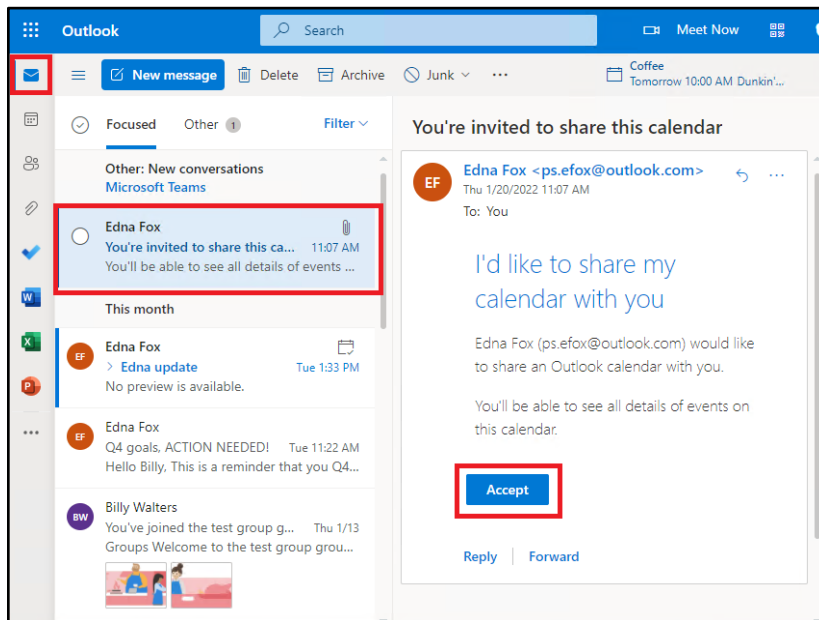 Outlook
Search
Meet Now
New message
Delete
Archive
Junk
Coffee
Tomorrow 10:00 AM Dunkin'...
Focused
Other 1
Filter
Other: New conversations
Microsoft Teams
Edna Fox
You're invited to share this ca... 11:07 AM
You'll be able to see all details of events ...
This month
EF
Edna Fox
Edna update Tue 1:33 PM
No preview is available.
EF
Edna Fox
Q4 goals, ACTION NEEDED! Tue 11:22 AM
Hello Billy, This is a reminder that you Q4...
BW
Billy Walters
You've joined the test group g... Thu 1/13
Groups Welcome to the test group grou...
You're invited to share this calendar
EF
Edna Fox <ps.efox@outlook.com>
Thu 1/20/2022 11:07 AM
To: You
I'd like to share my
calendar with you
Edna Fox (ps.efox@outlook.com) would like
to share an Outlook calendar with you.
You'll be able to see all details of events on
this calendar.
Accept
Reply
Forward
W
X
P